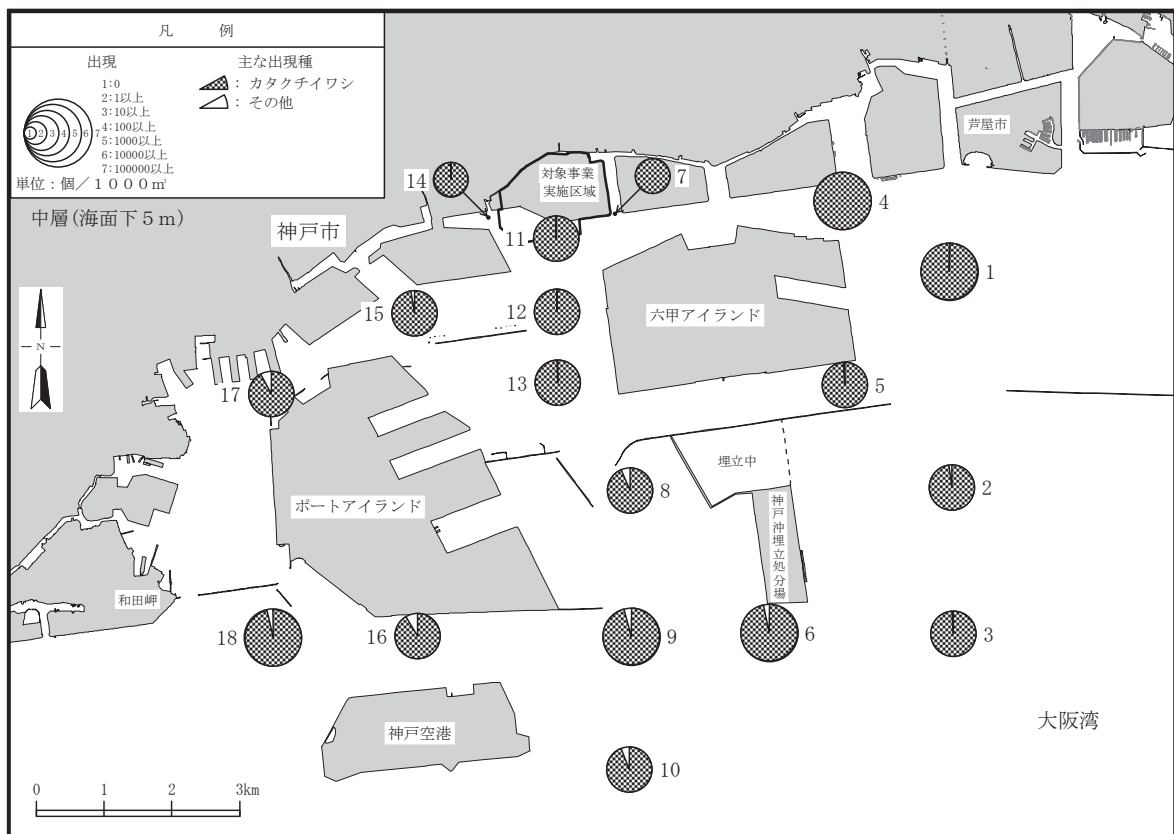 凡　例
出現
1:0
2:1以上
3:10以上
4:100以上
5:1000以上
6:10000以上
7:100000以上
1 2 3 4 5 6 7
単位：個／１０００㎥
主な出現種
：カタクチイワシ
：その他
中層(海面下５ｍ)
神戸市
芦屋市
対象事業
実施区域
14
7
4
11
1
15
12
六甲アイランド
N
17
13
5
埋立中
8
2
ポートアイランド
神戸沖埋立処分場
和田岬
18
16
9
6
3
大阪湾
神戸空港
10
0 1 2 3km